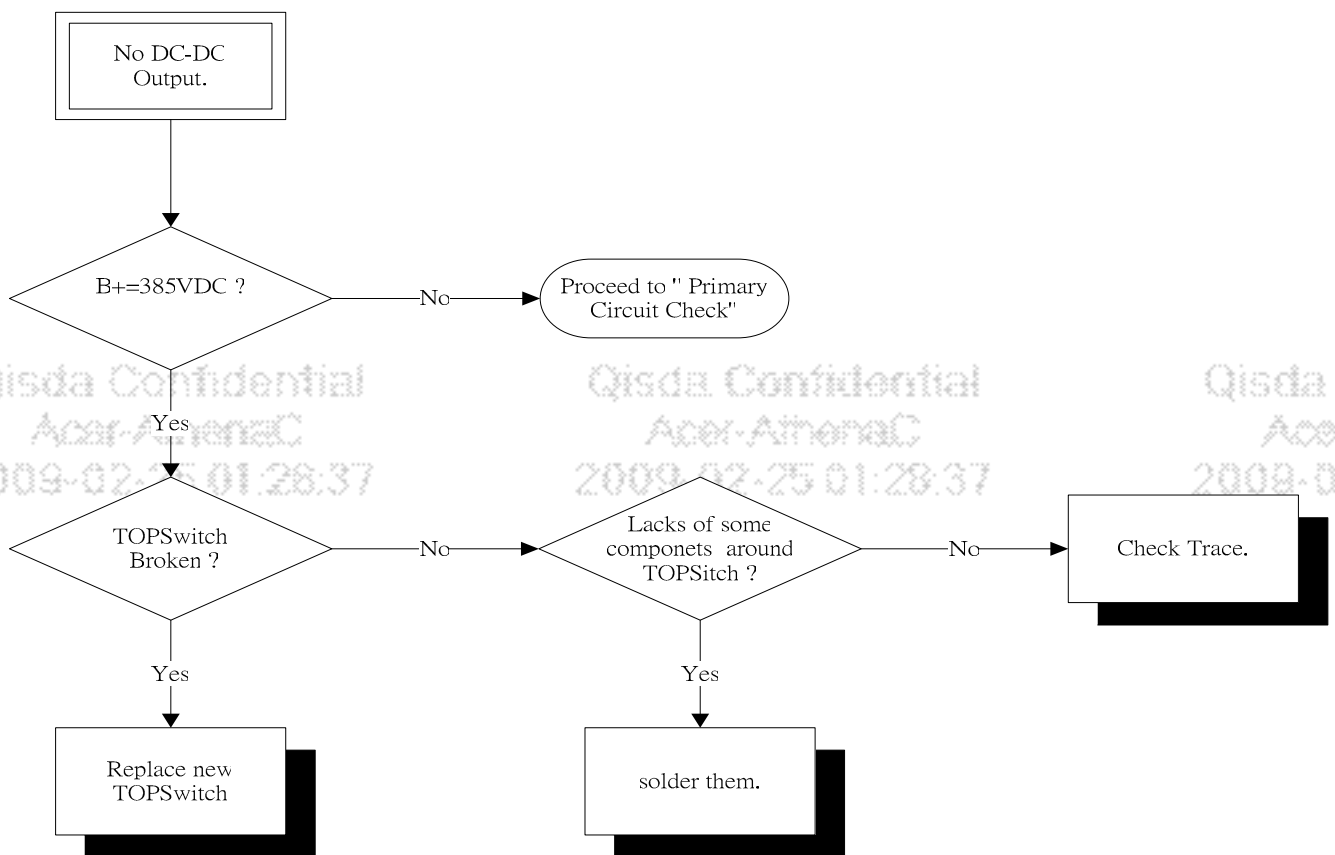 No DC-DC
Output.
B+=385VDC ?
No
Proceed to " Primary
Circuit Check"
Yes
Qisda Confidential
Acer-AthenaC
2009-02-25 01:28:37
TOPSwitch
Broken ?
No
Lacks of some
componets around
TOPSitch ?
No
Check Trace.
Yes
Replace new
TOPSwitch
Yes
solder them.